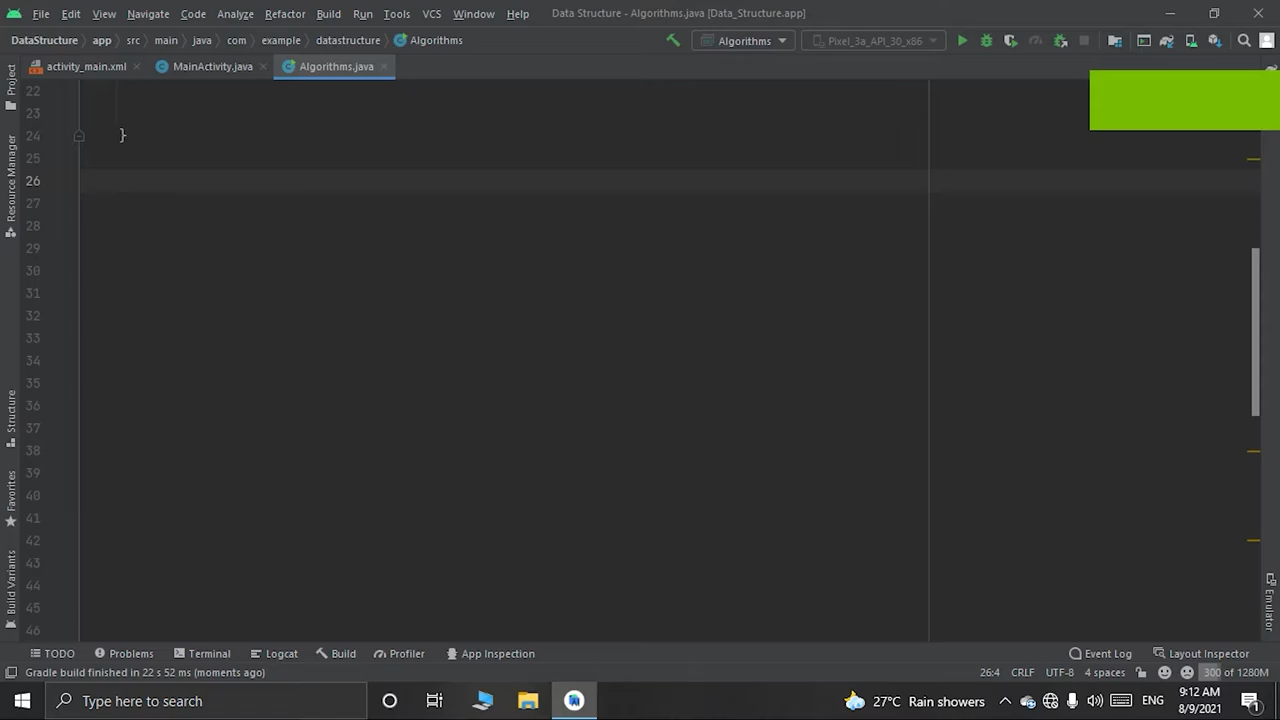 File Edit View Navigate Code Analyze Refactor Build Run Tools VCS Window Help Data Structure - Algorithms.java [Data_Structure.app]
DataStructure app src main java com example datastructure Algorithms Algorithms Pixel_3a_API_30_x86
activity_main.xml MainActivity.java Algorithms.java
Project
Resource Manager
Structure
Favorites
Build Variants
22
23
24 }
25
26
27
28
29
30
31
32
33
34
35
36
37
38
39
40
41
42
43
44
45
46
Emulator
TODO Problems Terminal Logcat Build Profiler App Inspection Event Log Layout Inspector
Gradle build finished in 22 s 52 ms (moments ago) 26:4 CRLF UTF-8 4 spaces 300 of 1280M
Type here to search 27°C Rain showers ENG 9:12 AM
8/9/2021 1